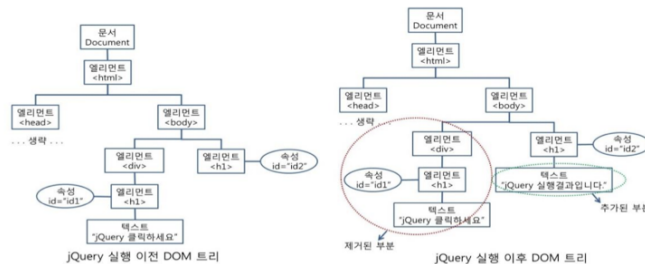 문서
Document
엘리먼트
<html>
엘리먼트
<head>
엘리먼트
<body>
... 생략 ...
엘리먼트
<div>
엘리먼트
<h1>
속성
id="id2"
속성
id="id1"
엘리먼트
<h1>
텍스트
"jQuery 클릭하세요"
jQuery 실행 이전 DOM 트리
문서
Document
엘리먼트
<html>
엘리먼트
<head>
엘리먼트
<body>
... 생략 ...
엘리먼트
<div>
엘리먼트
<h1>
속성
id="id2"
속성
id="id1"
엘리먼트
<h1>
텍스트
"jQuery 실행결과입니다."
텍스트
"jQuery 클릭하세요"
추가된 부분
제거된 부분
jQuery 실행 이후 DOM 트리